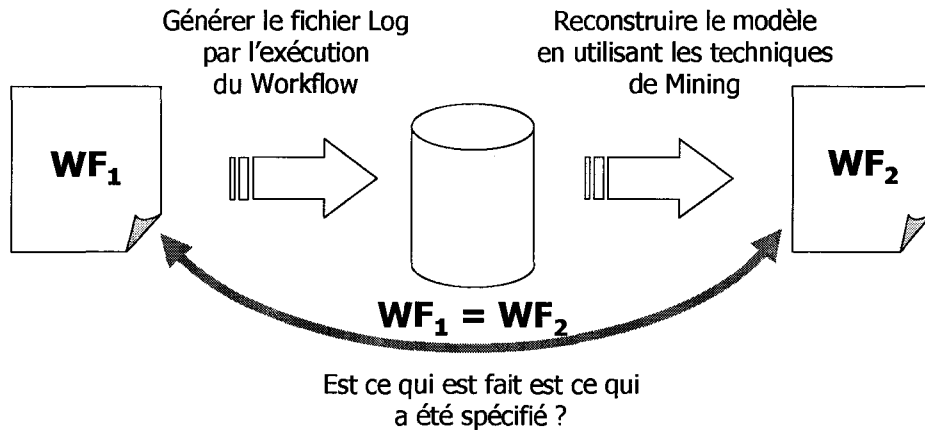 Générer le fichier Log
par l'exécution
du Workflow
Reconstruire le modèle
en utilisant les techniques
de Mining
WF1
WF2
WF1 = WF2
Est ce qui est fait est ce qui
a été spécifié ?